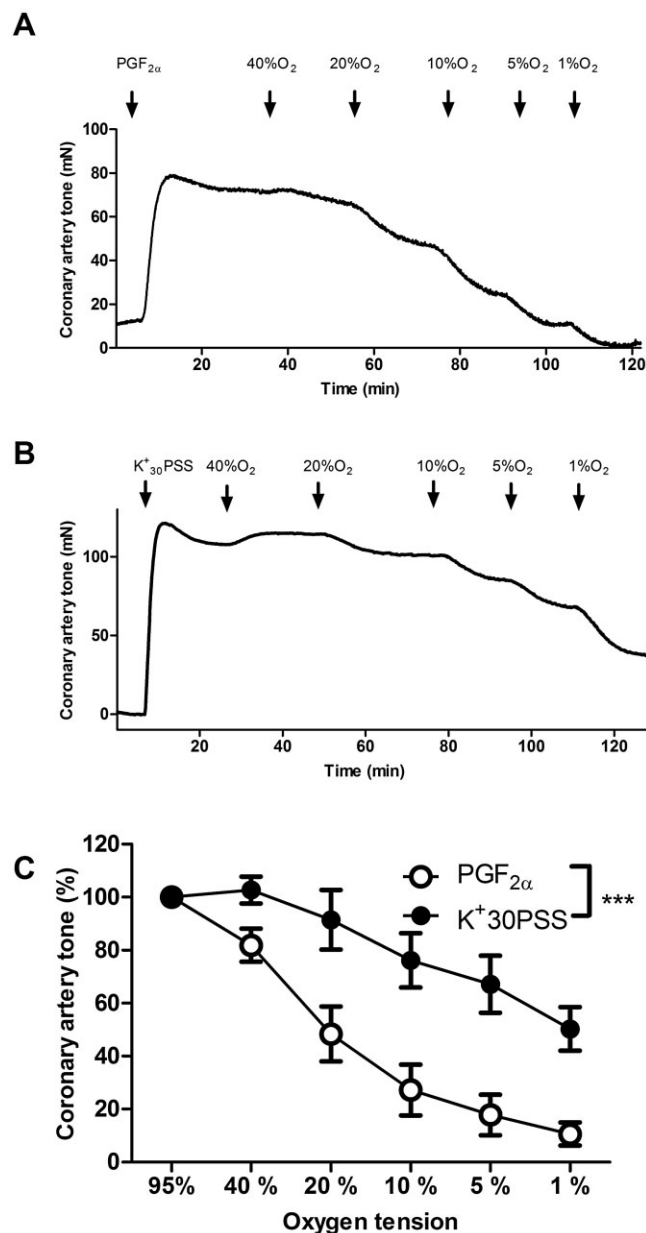 A
PGF2α 40%O2 20%O2 10%O2 5%O2 1%O2
Coronary artery tone (mN)
100
80
60
40
20
0
20 40 60 80 100 120
Time (min)
B
K+30PSS 40%O2 20%O2 10%O2 5%O2 1%O2
Coronary artery tone (mN)
100
50
0
20 40 60 80 100 120
Time (min)
C
Coronary artery tone (%)
120
100
80
60
40
20
0
PGF2α
K+30PSS
***
95% 40 % 20 % 10 % 5 % 1 %
Oxygen tension